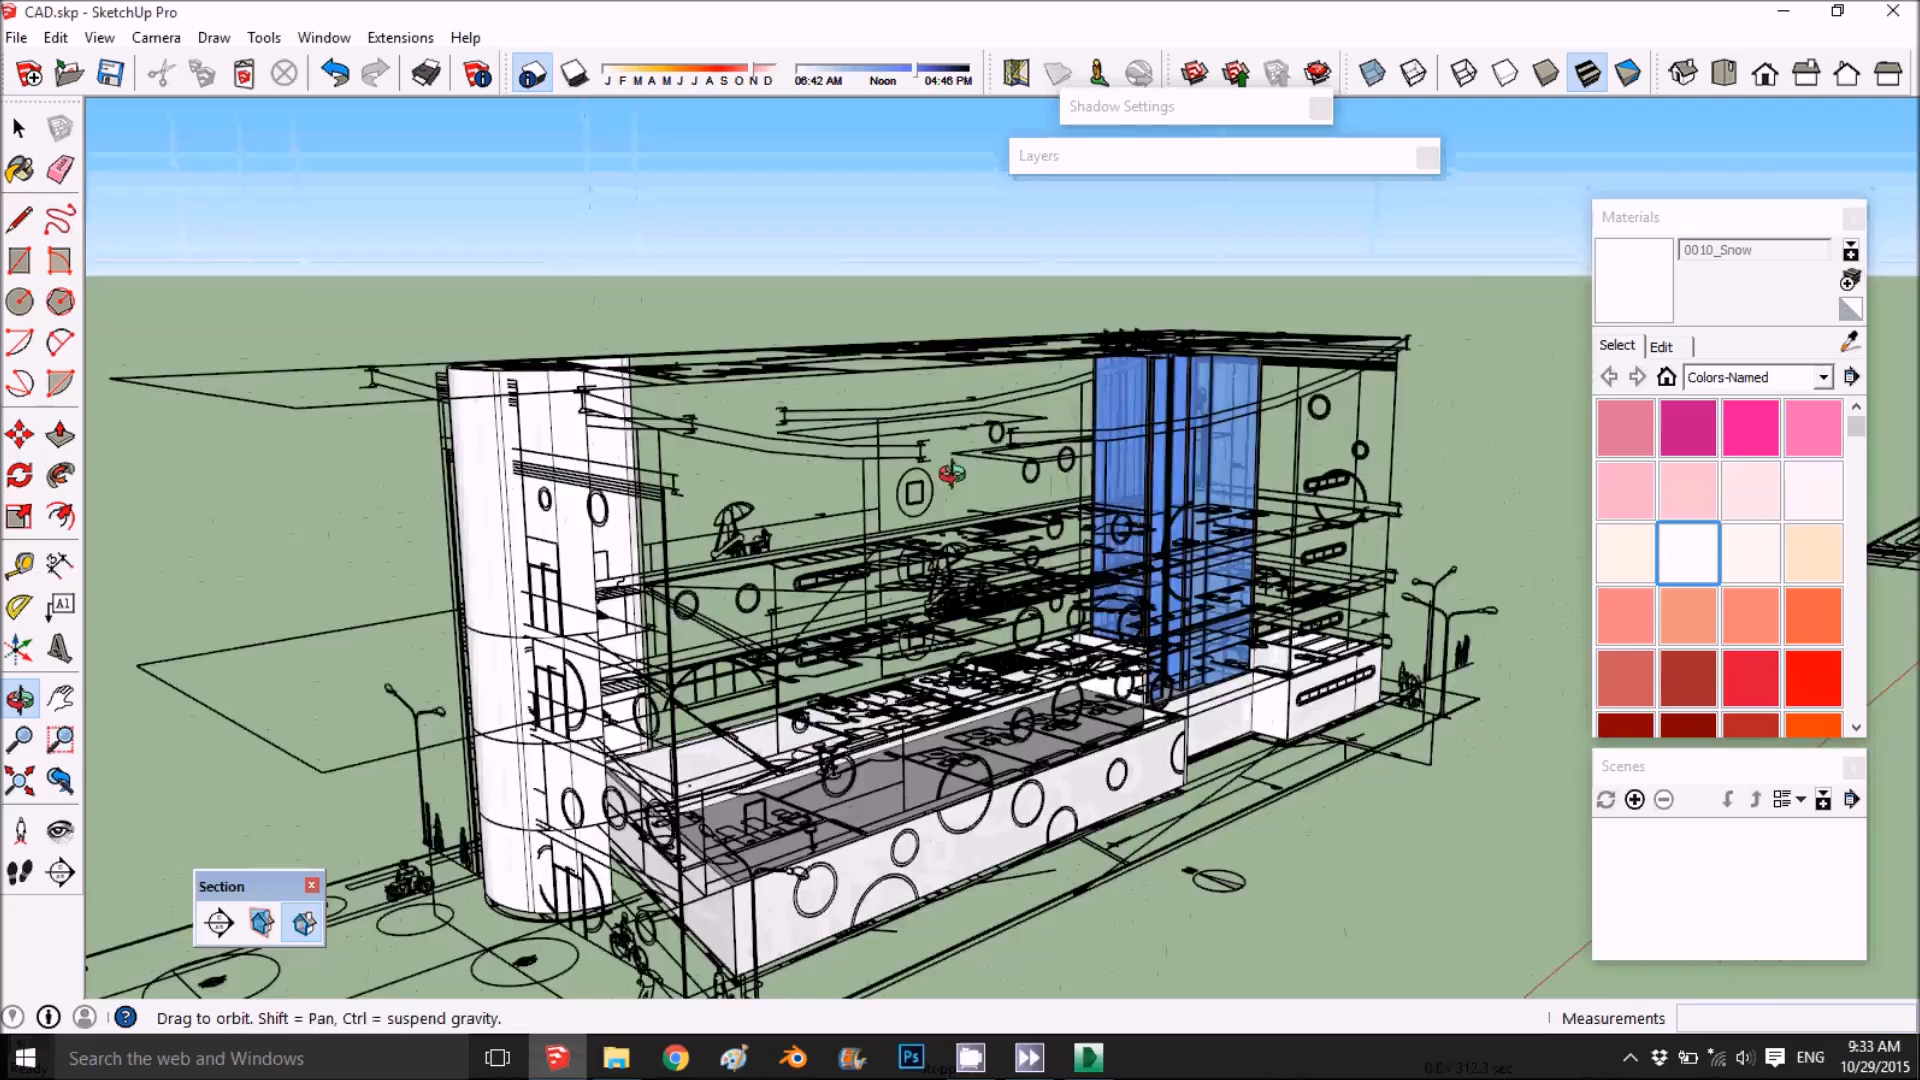 CAD.skp - SketchUp Pro
File Edit View Camera Draw Tools Window Extensions Help
J F M A M J J A S O N D
06:42 AM Noon 04:46 PM
Shadow Settings
Layers
Materials
0010_Snow
Select Edit
Colors-Named
A1
Scenes
Section
Drag to orbit. Shift = Pan, Ctrl = suspend gravity.
Measurements
Search the web and Windows
Ps
ENG
9:33 AM
10/29/2015